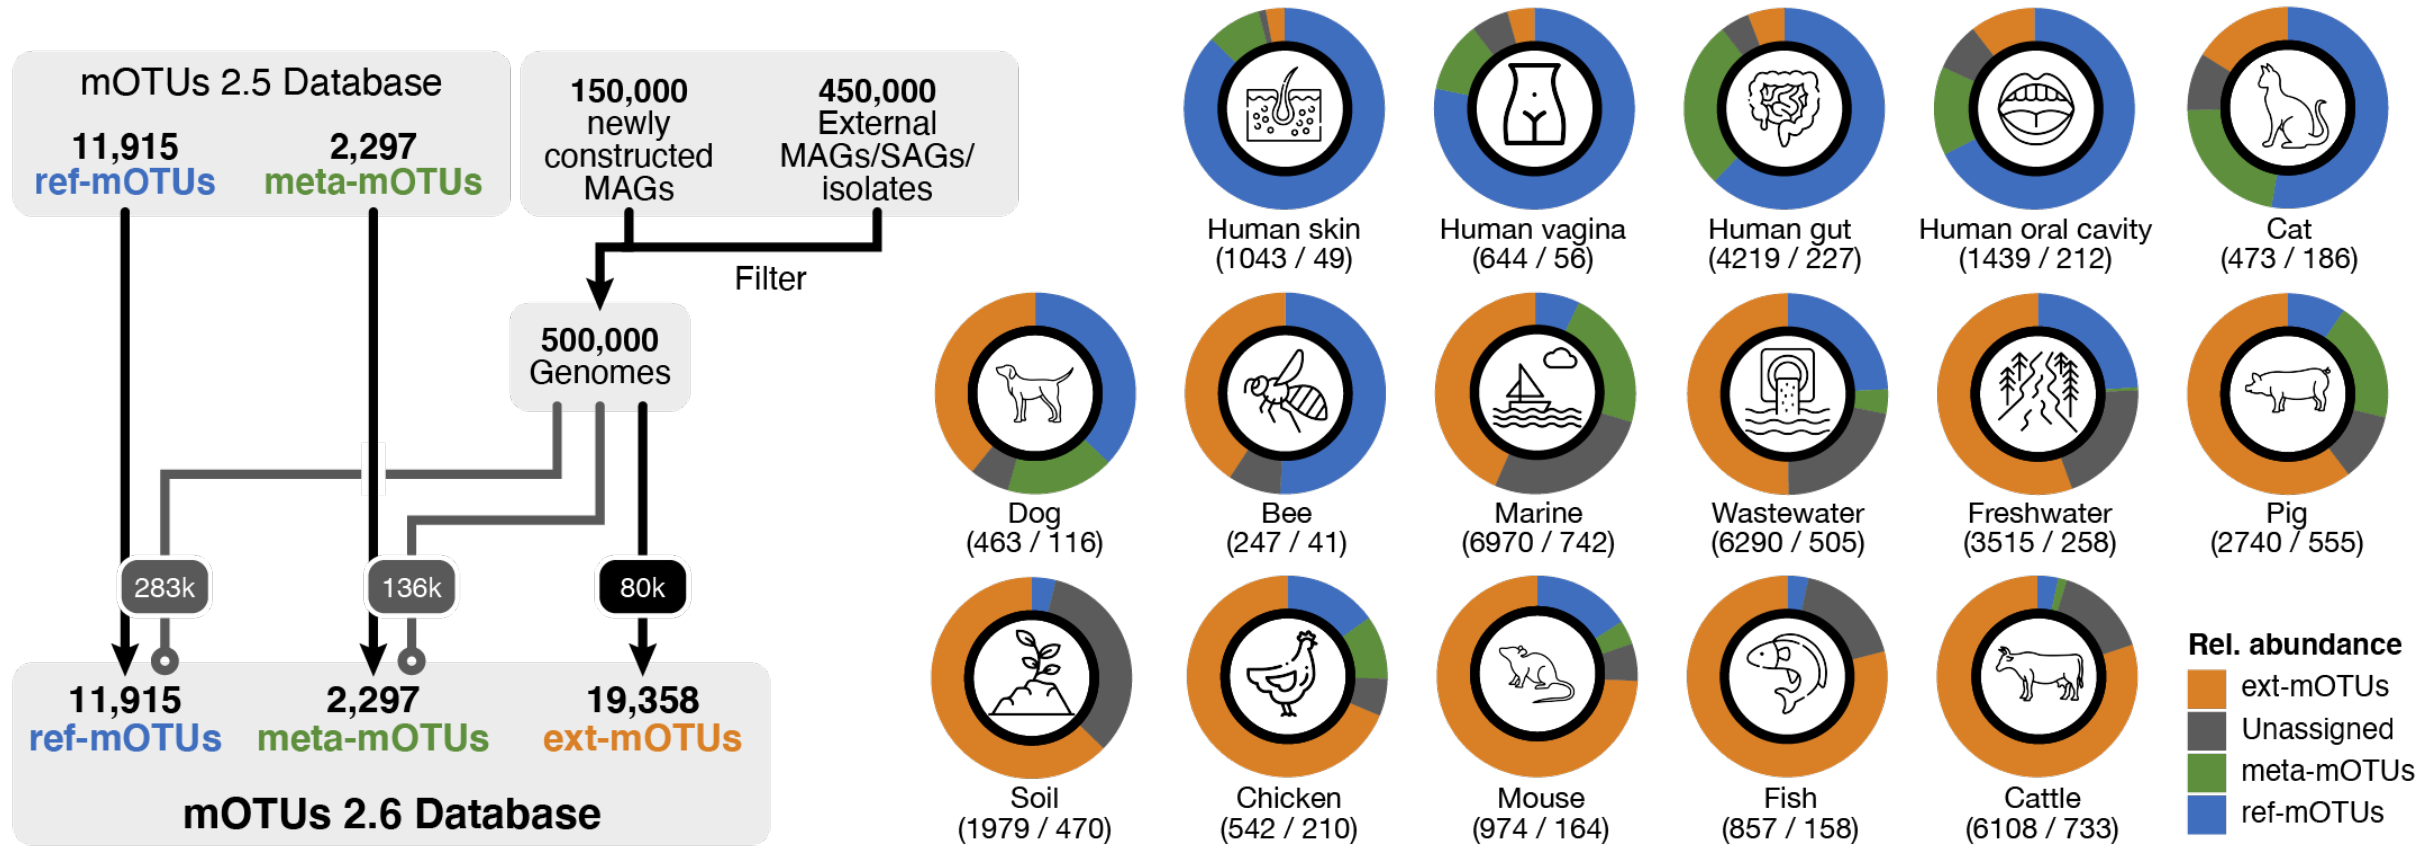 mOTUs 2.5 Database
11,915
ref-mOTUs
2,297
meta-mOTUs
150,000
newly
constructed
MAGs
450,000
External
MAGs/SAGs/
isolates
Filter
500,000
Genomes
283k
136k
80k
11,915
ref-mOTUs
2,297
meta-mOTUs
19,358
ext-mOTUs
mOTUs 2.6 Database
Human skin
(1043 / 49)
Human vagina
(644 / 56)
Human gut
(4219 / 227)
Human oral cavity
(1439 / 212)
Cat
(473 / 186)
Dog
(463 / 116)
Bee
(247 / 41)
Marine
(6970 / 742)
Wastewater
(6290 / 505)
Freshwater
(3515 / 258)
Pig
(2740 / 555)
Soil
(1979 / 470)
Chicken
(542 / 210)
Mouse
(974 / 164)
Fish
(857 / 158)
Cattle
(6108 / 733)
Rel. abundance
ext-mOTUs
Unassigned
meta-mOTUs
ref-mOTUs